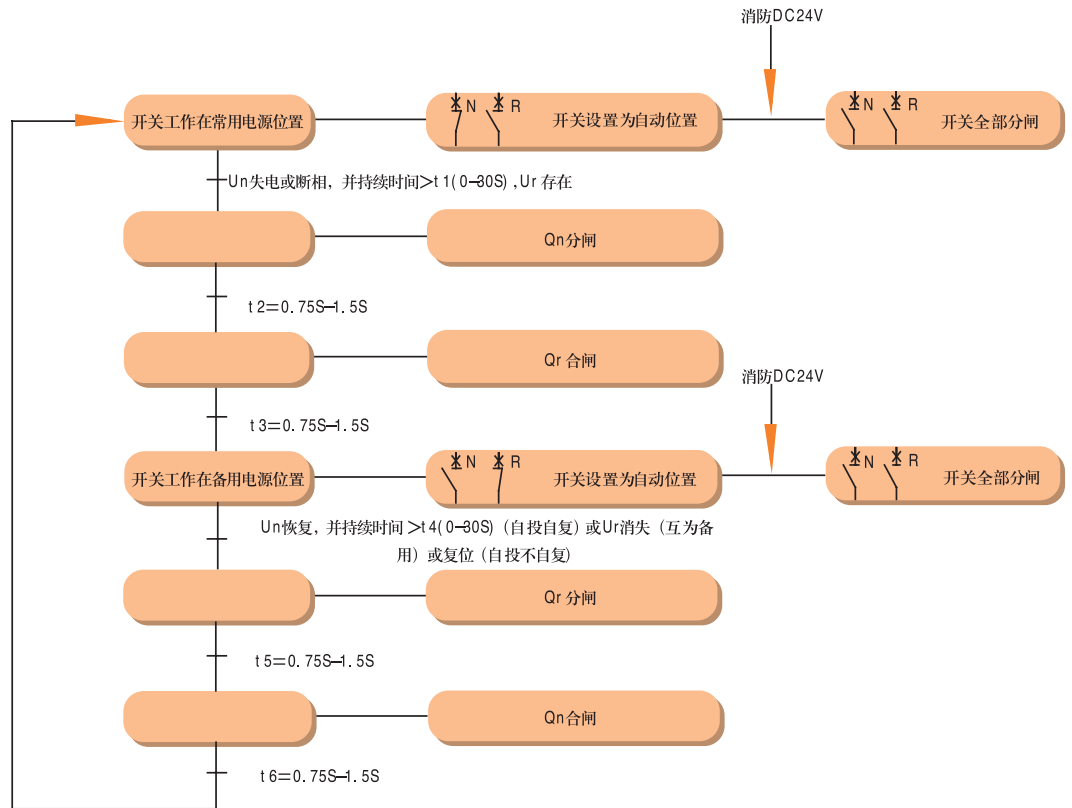 消防DC24V
开关工作在常用电源位置
N R
开关设置为自动位置
N R
开关全部分闸
Un失电或断相，并持续时间>t1(0-30S),Ur存在
Qn分闸
t2=0.75S-1.5S
Qr合闸
t3=0.75S-1.5S
消防DC24V
开关工作在备用电源位置
N R
开关设置为自动位置
N R
开关全部分闸
Un恢复，并持续时间>t4(0-30S)（自投自复）或Ur消失（互为备
用）或复位（自投不自复）
Qr分闸
t5=0.75S-1.5S
Qn合闸
t6=0.75S-1.5S